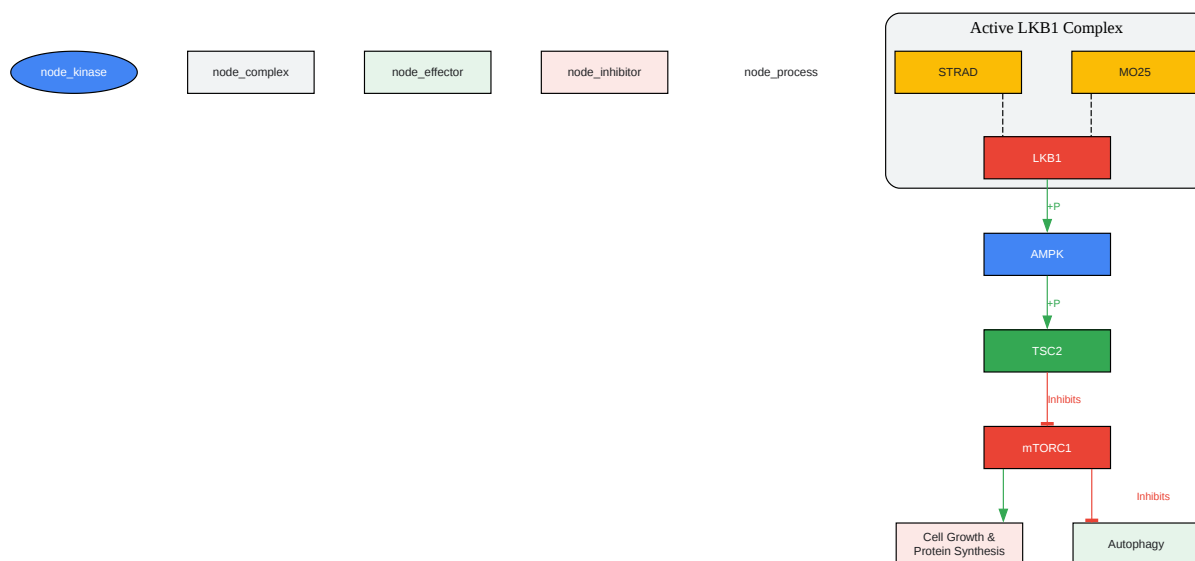 Active LKB1 Complex
node_kinase
node_complex
node_effector
node_inhibitor
node_process
STRAD
MO25
LKB1
+P
AMPK
+P
TSC2
Inhibits
mTORC1
Inhibits
Cell Growth &
Protein Synthesis
Autophagy